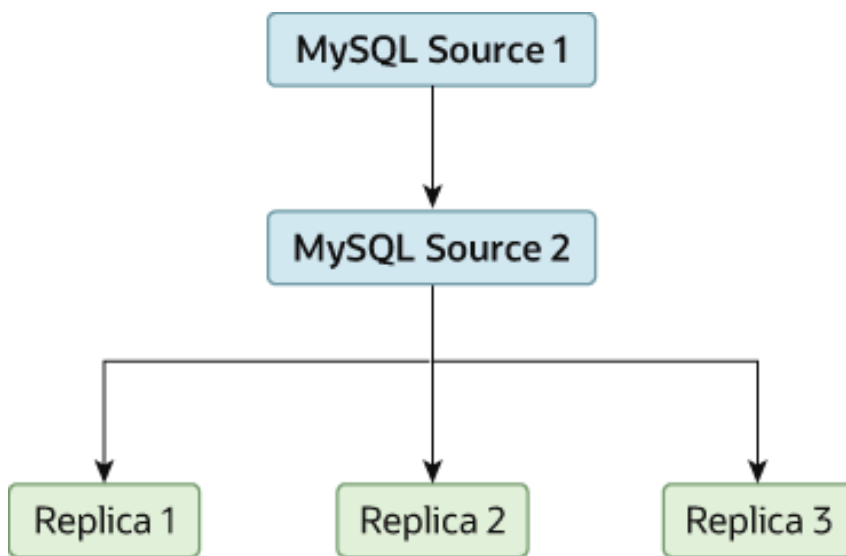 MySQL Source 1
MySQL Source 2
Replica 1
Replica 2
Replica 3